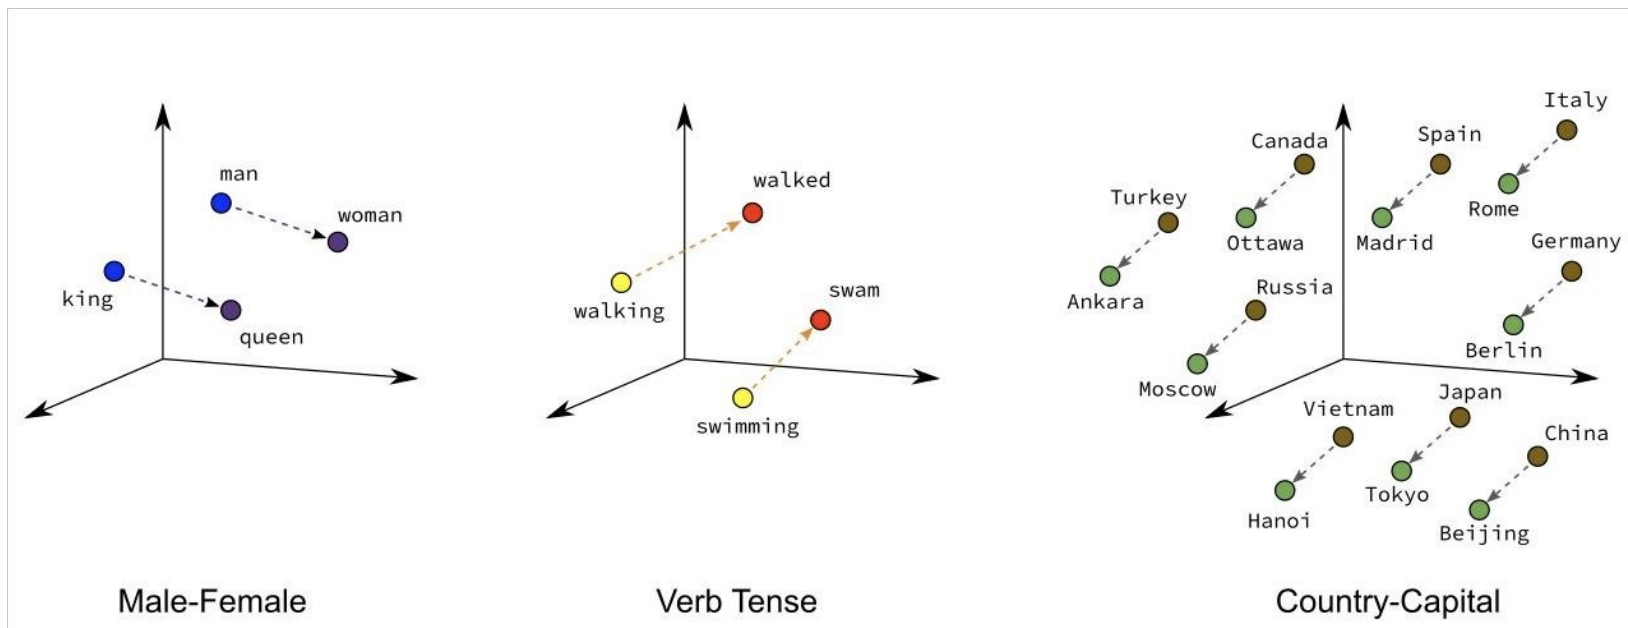 man
woman
king
queen
Male-Female
walked
walking
swam
swimming
Verb Tense
Italy
Canada
Spain
Turkey
Rome
Ottawa
Madrid
Germany
Ankara
Russia
Berlin
Moscow
Japan
Vietnam
China
Tokyo
Hanoi
Beijing
Country-Capital